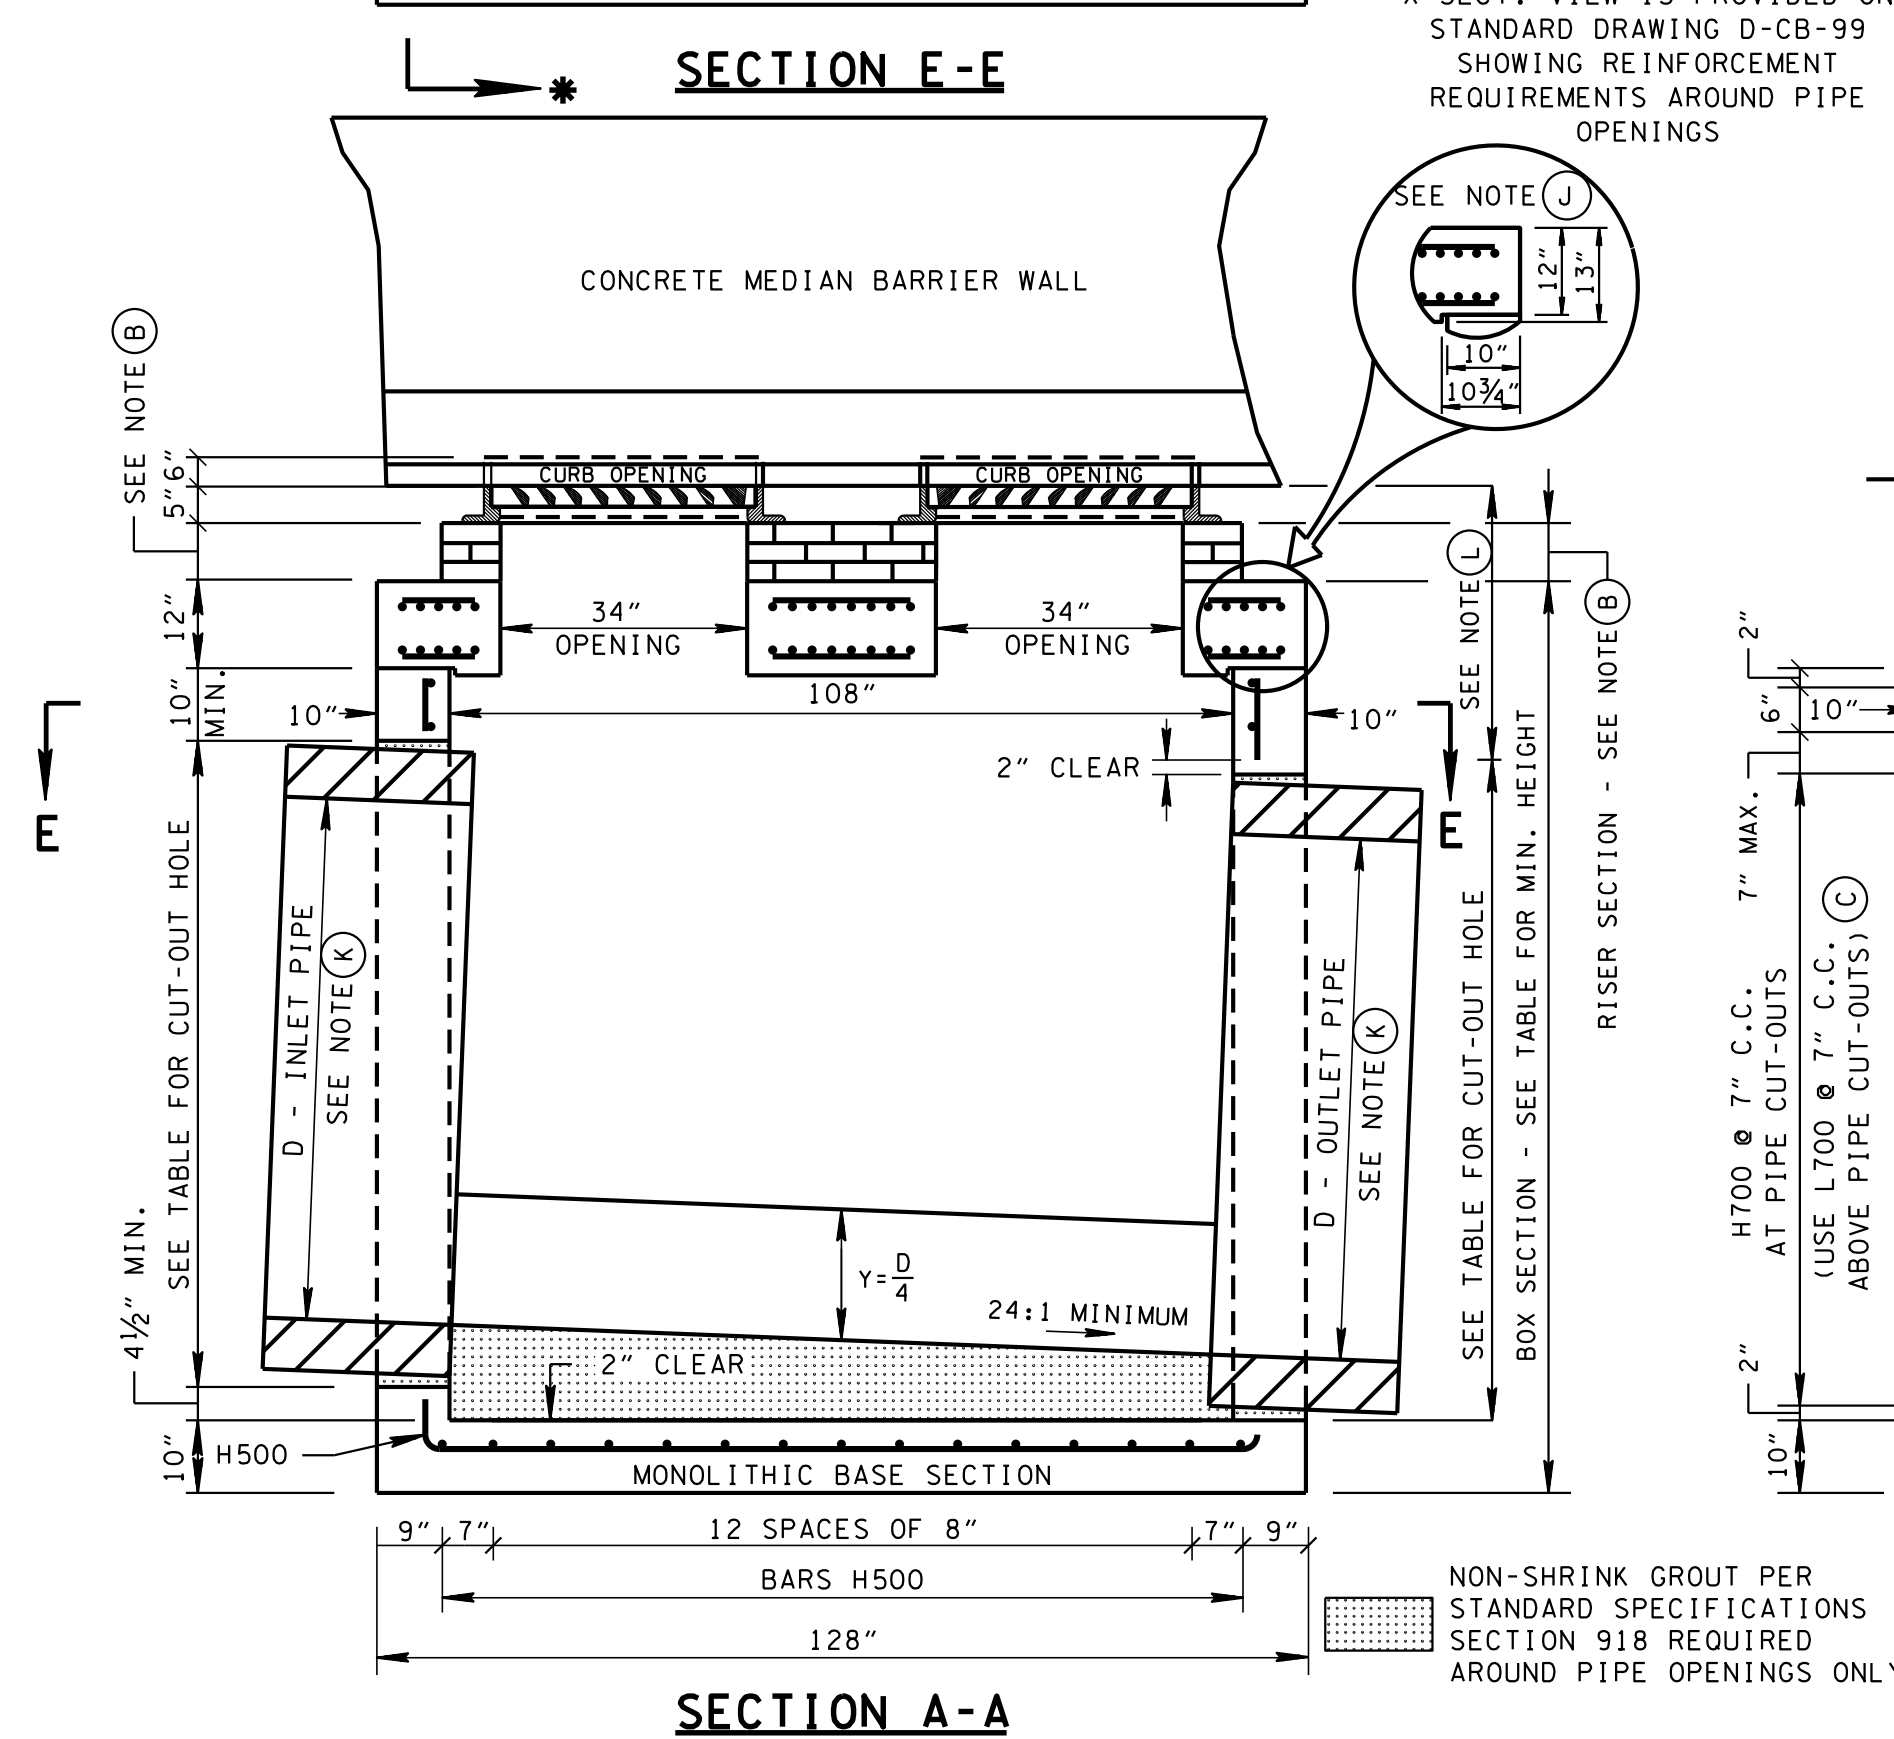 X-SECT. VIEW IS PROVIDED ON
STANDARD DRAWING D-CB-99
SHOWING REINFORCEMENT
REQUIREMENTS AROUND PIPE
OPENINGS
SECTION E-E
*
SEE NOTE J
12"
13"
10"
10¾"
CONCRETE MEDIAN BARRIER WALL
SEE NOTE B
6"
5"
CURB OPENING
CURB OPENING
12"
34"
OPENING
34"
OPENING
10"
MIN.
10"
108"
10"
2" CLEAR
E
E
SEE NOTE L
SEE TABLE FOR CUT-OUT HOLE
D - INLET PIPE
SEE NOTE K
D - OUTLET PIPE
SEE NOTE K
SEE TABLE FOR CUT-OUT HOLE
BOX SECTION - SEE TABLE FOR MIN. HEIGHT
RISER SECTION - SEE NOTE B
2"
6"
10"
7" MAX.
H700 @ 7" C.C.
AT PIPE CUT-OUTS
(USE L700 @ 7" C.C.
ABOVE PIPE CUT-OUTS) C
2"
10"
4½" MIN.
Y=D/4
24:1 MINIMUM
2" CLEAR
10"
H500
MONOLITHIC BASE SECTION
9" 7" 12 SPACES OF 8" 7" 9"
BARS H500
128"
NON-SHRINK GROUT PER
STANDARD SPECIFICATIONS
SECTION 918 REQUIRED
AROUND PIPE OPENINGS ONLY
SECTION A-A